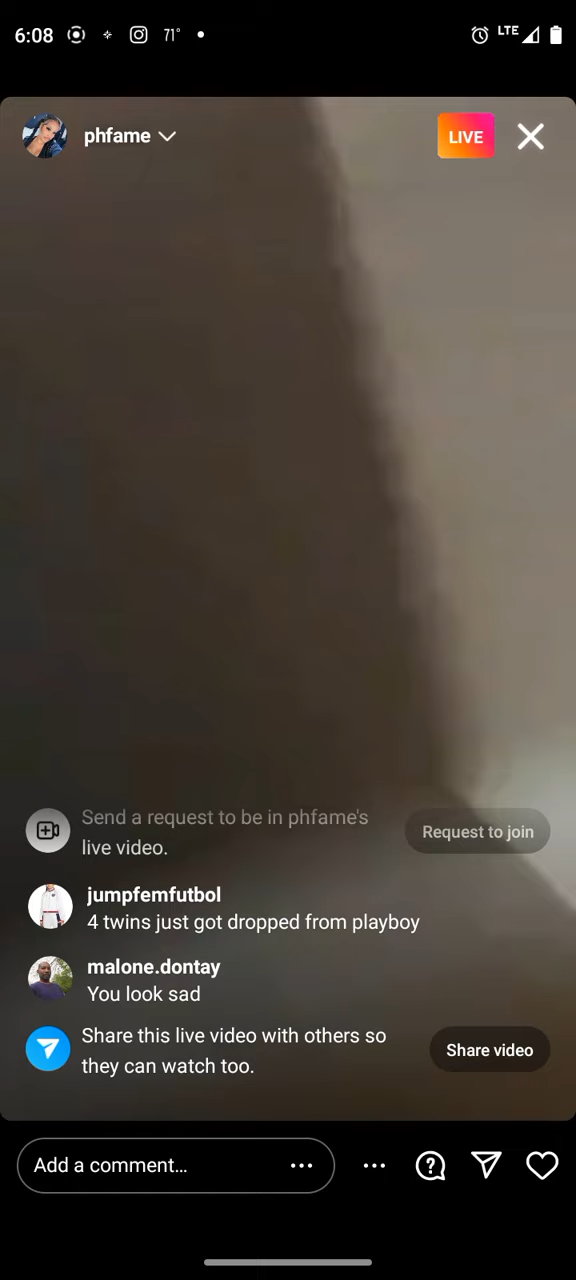 6:08
71°
LTE
phfame
LIVE
Send a request to be in phfame's
live video.
Request to join
jumpfemfutbol
4 twins just got dropped from playboy
malone.dontay
You look sad
Share this live video with others so
they can watch too.
Share video
Add a comment...